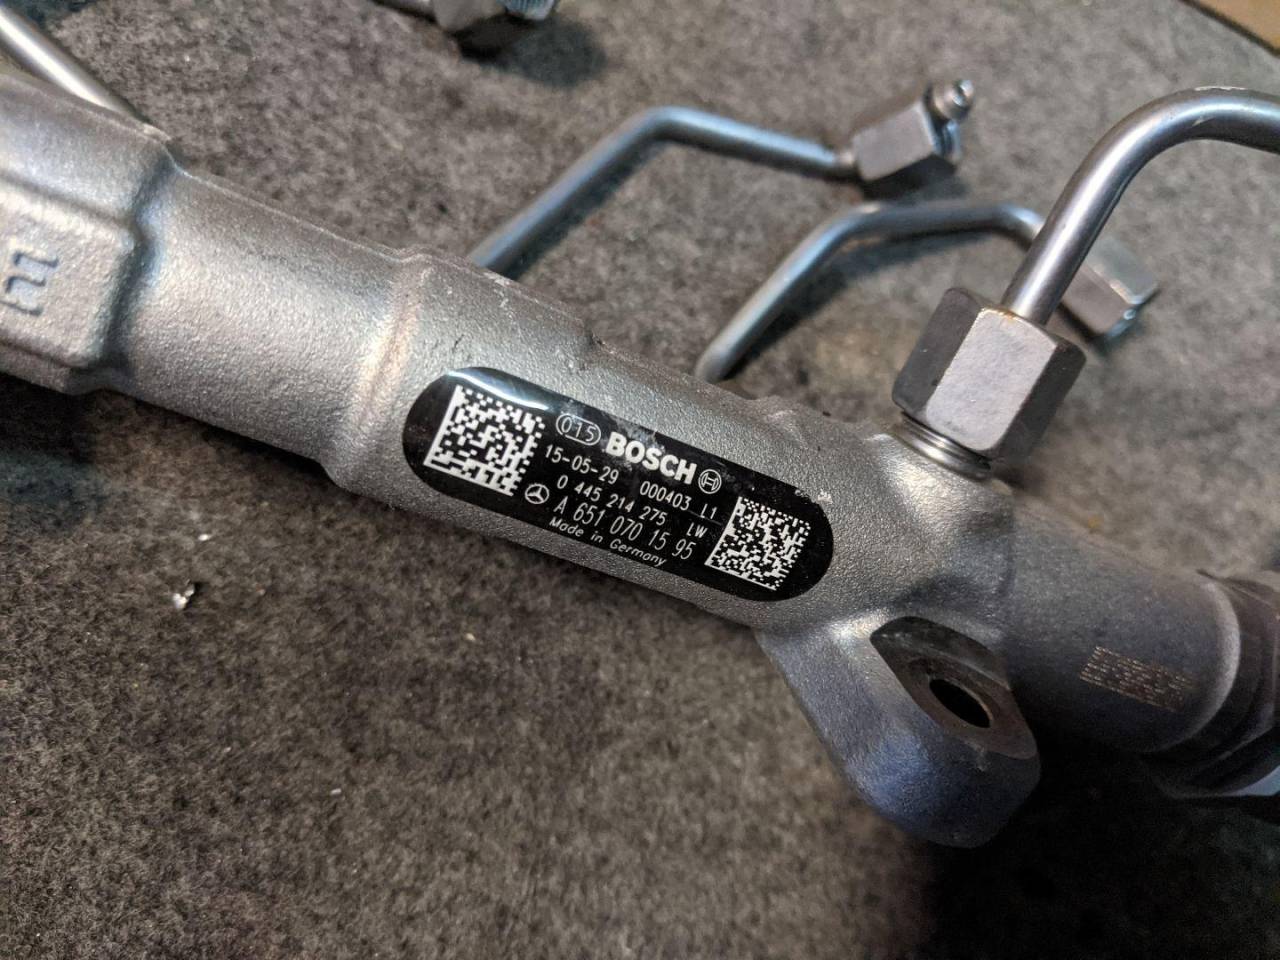 015 BOSCH
15-05-29 000403 L1
0 445 214 275 LW
A 651 070 15 95
Made in Germany